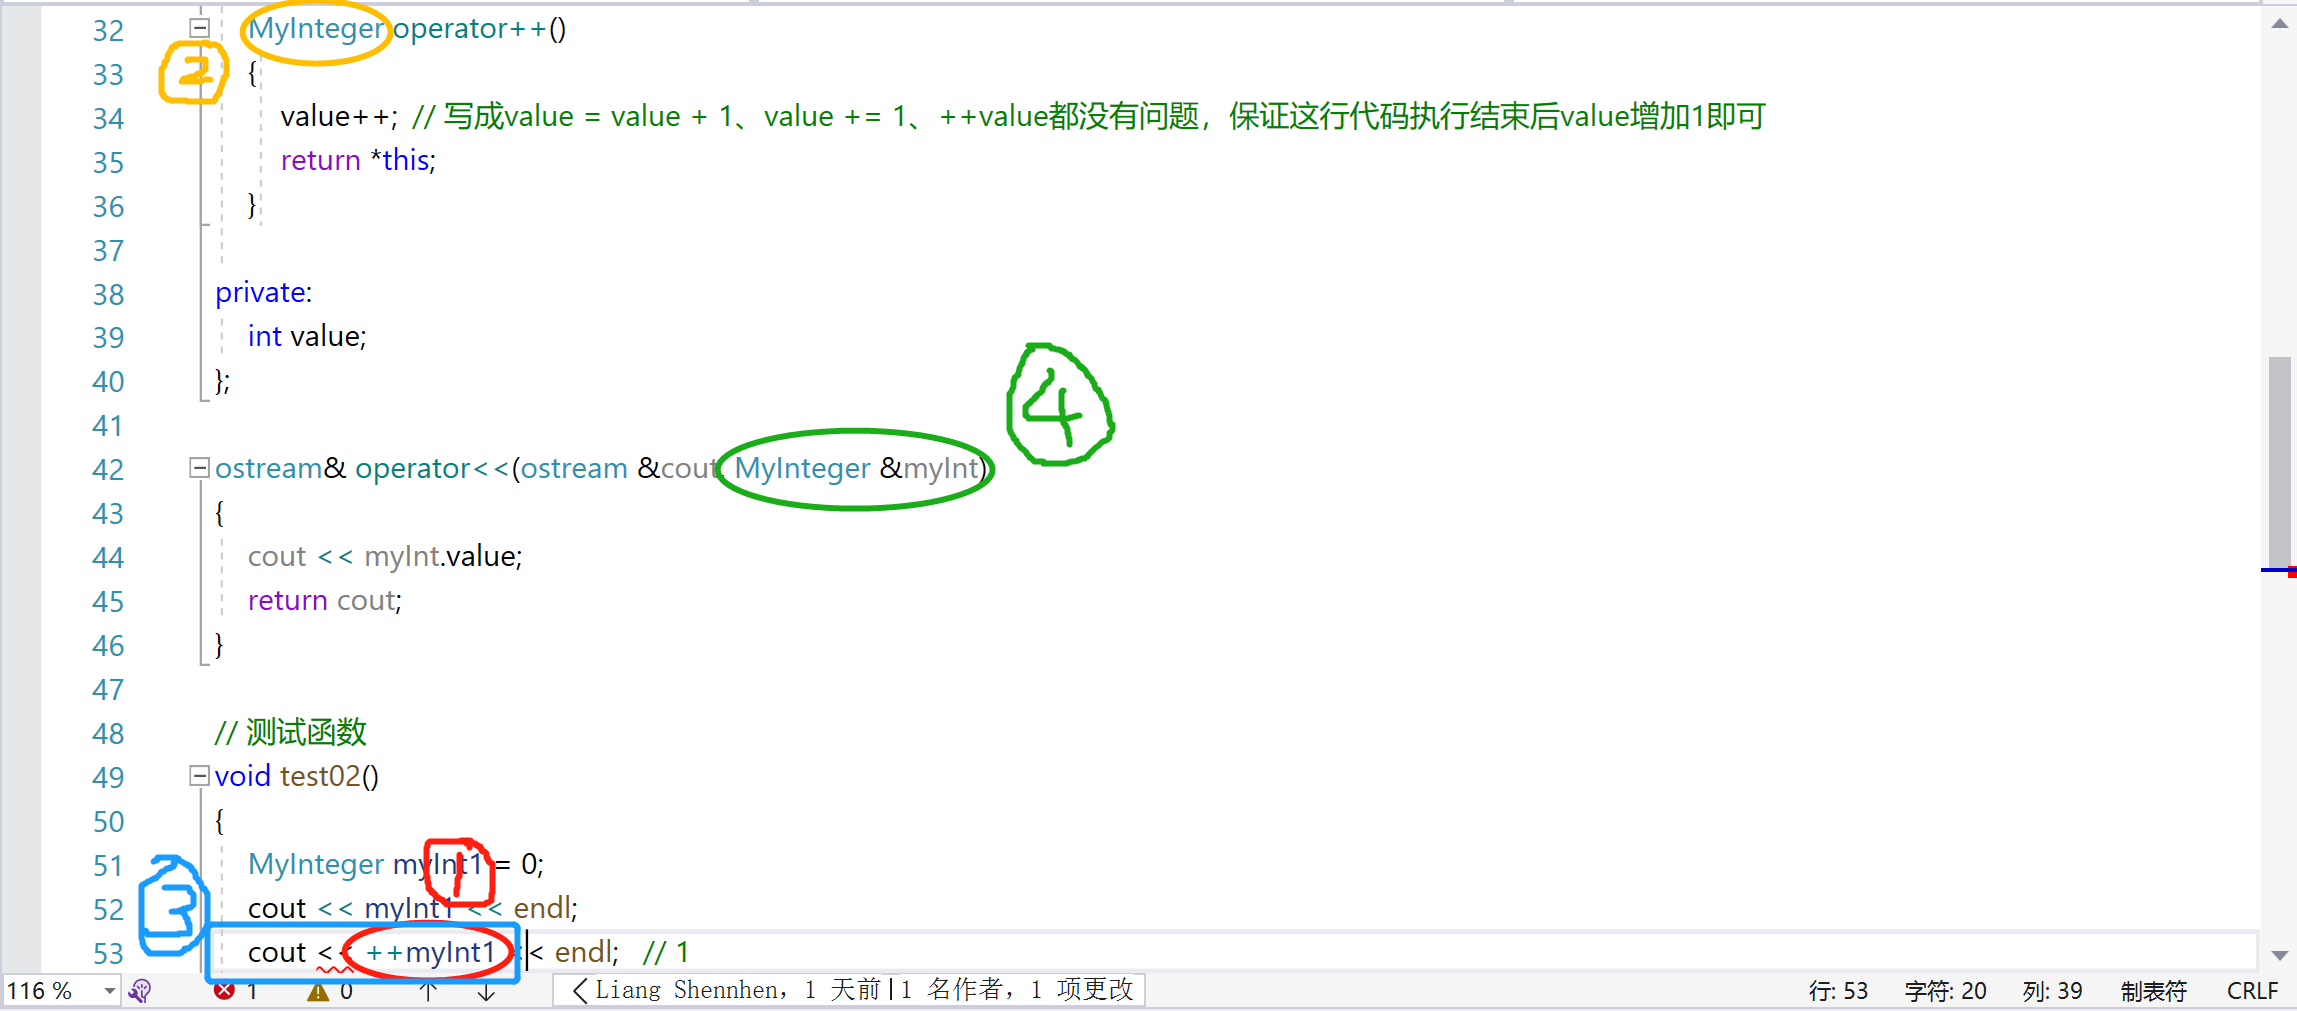 32 MyInteger operator++()
2
33 {
34 value++; // 写成value = value + 1、value += 1、++value都没有问题，保证这行代码执行结束后value增加1即可
35 return *this;
36 }
37
38 private:
39 int value;
40 };
4
41
42 ostream& operator<<(ostream &cout, MyInteger &myInt)
43 {
44 cout << myInt.value;
45 return cout;
46 }
47
48 // 测试函数
49 void test02()
50 {
51 MyInteger myInt1 = 0;
1
3
52 cout << myInt1 << endl;
53 cout << ++myInt1 << endl; // 1
116 % 1 0 Liang Shennhen，1 天前|1 名作者，1 项更改 行: 53 字符: 20 列: 39 制表符 CRLF